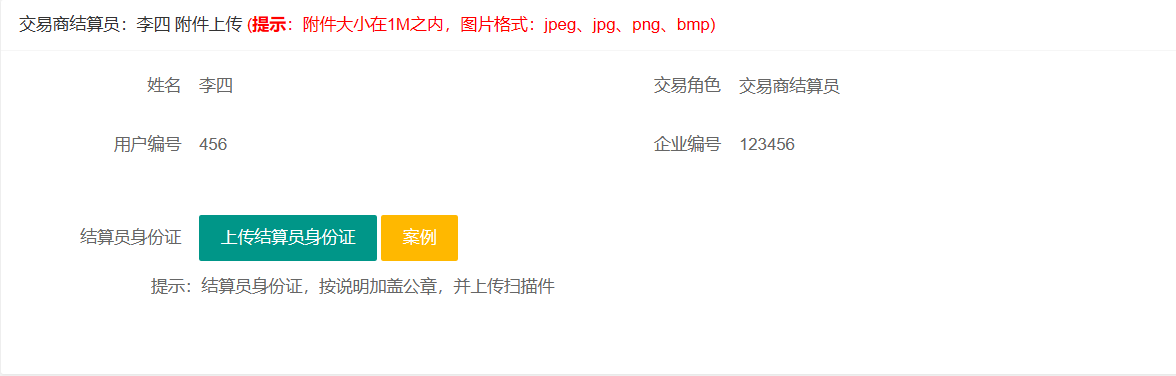 交易商结算员：李四 附件上传 (提示：附件大小在1M之内，图片格式：jpeg、jpg、png、bmp)
姓名 李四 交易角色 交易商结算员
用户编号 456 企业编号 123456
结算员身份证 上传结算员身份证 案例
提示：结算员身份证，按说明加盖公章，并上传扫描件